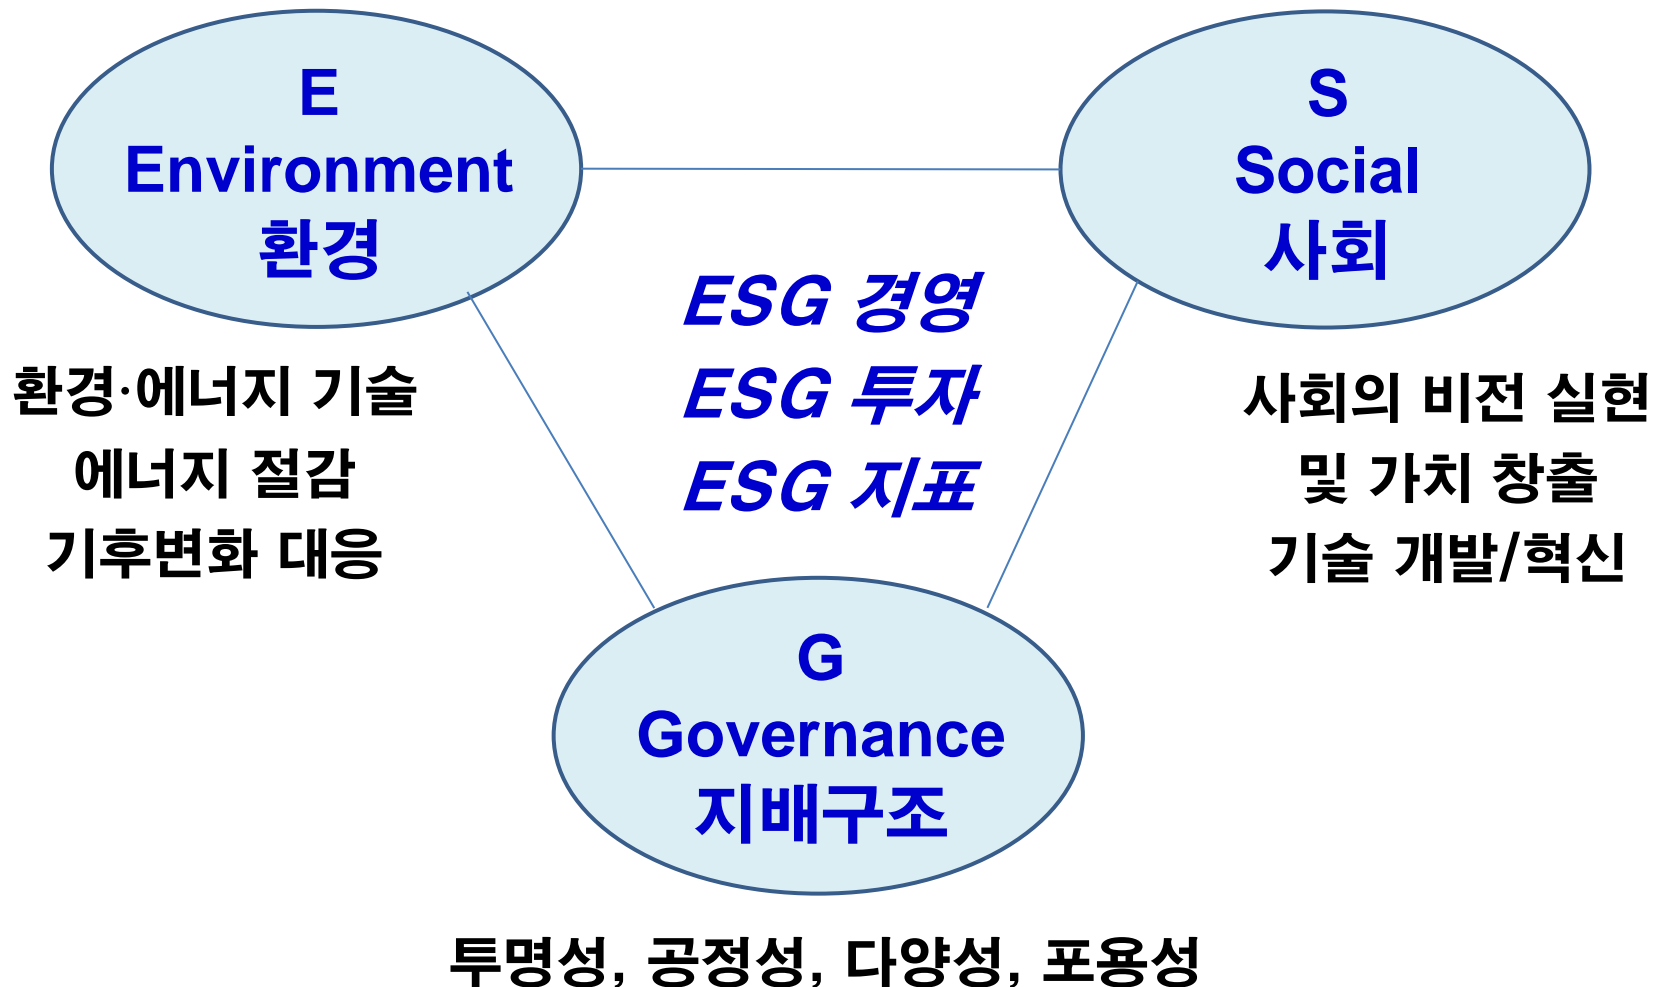 E
Environment
환경
S
Social
사회
ESG 경영
ESG 투자
ESG 지표
환경·에너지 기술
에너지 절감
기후변화 대응
사회의 비전 실현
및 가치 창출
기술 개발/혁신
G
Governance
지배구조
투명성, 공정성, 다양성, 포용성